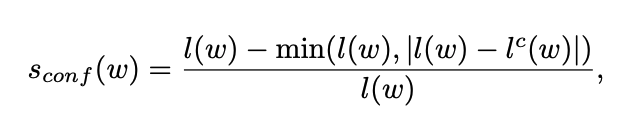 s_{conf}(w) = \frac{l(w) - \min(l(w), |l(w) - l^c(w)|)}{l(w)},